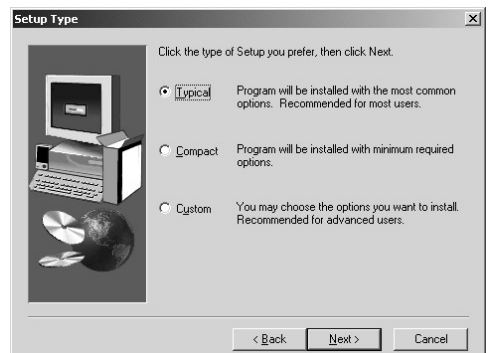 Setup Type
Click the type of Setup you prefer, then click Next.
Typical
Program will be installed with the most common
options. Recommended for most users.
Compact
Program will be installed with minimum required
options.
Custom
You may choose the options you want to install.
Recommended for advanced users.
< Back
Next >
Cancel